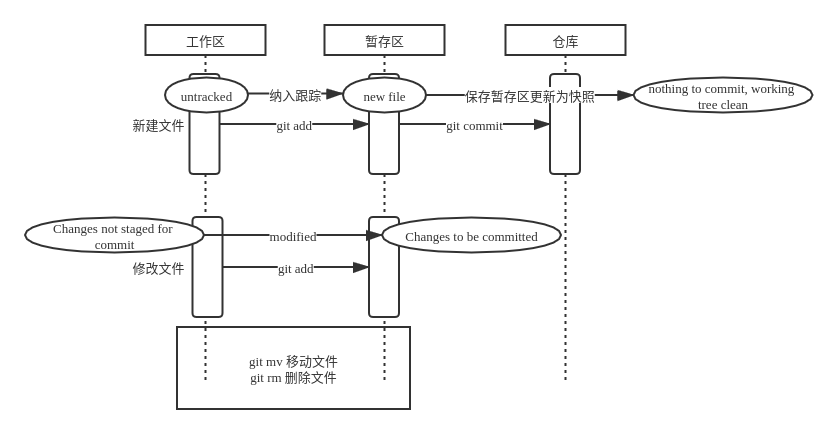 工作区
暂存区
仓库
untracked
纳入跟踪
new file
保存暂存区更新为快照
nothing to commit, working
tree clean
新建文件
git add
git commit
Changes not staged for
commit
modified
Changes to be committed
修改文件
git add
git mv 移动文件
git rm 删除文件